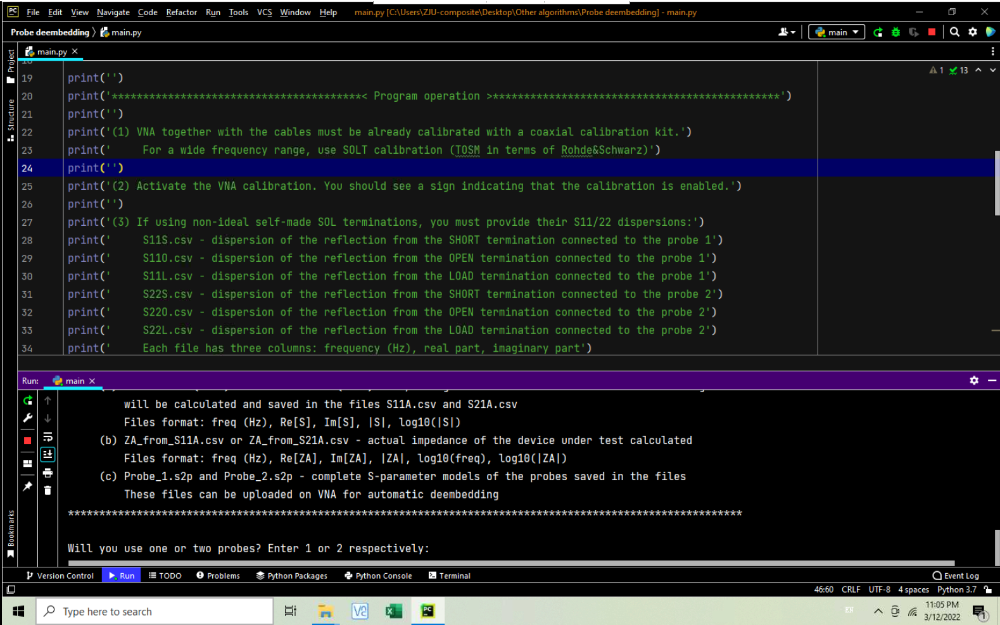 File Edit View Navigate Code Refactor Run Tools VCS Window Help main.py [C:\Users\ZJU-composite\Desktop\Other algorithms\Probe deembedding] - main.py
Probe deembedding main.py main
main.py
Project
Structure
Bookmarks
1 13
19 print('')
20 print('****************************************< Program operation >**********************************************')
21 print('')
22 print('(1) VNA together with the cables must be already calibrated with a coaxial calibration kit.')
23 print('     For a wide frequency range, use SOLT calibration (TOSM in terms of Rohde&Schwarz)')
24 print('')
25 print('(2) Activate the VNA calibration. You should see a sign indicating that the calibration is enabled.')
26 print('')
27 print('(3) If using non-ideal self-made SOL terminations, you must provide their S11/22 dispersions:')
28 print('     S11S.csv - dispersion of the reflection from the SHORT termination connected to the probe 1')
29 print('     S11O.csv - dispersion of the reflection from the OPEN termination connected to the probe 1')
30 print('     S11L.csv - dispersion of the reflection from the LOAD termination connected to the probe 1')
31 print('     S22S.csv - dispersion of the reflection from the SHORT termination connected to the probe 2')
32 print('     S22O.csv - dispersion of the reflection from the OPEN termination connected to the probe 2')
33 print('     S22L.csv - dispersion of the reflection from the LOAD termination connected to the probe 2')
34 print('     Each file has three columns: frequency (Hz), real part, imaginary part')
Run: main
will be calculated and saved in the files S11A.csv and S21A.csv
Files format: freq (Hz), Re[S], Im[S], |S|, log10(|S|)
(b) ZA_from_S11A.csv or ZA_from_S21A.csv - actual impedance of the device under test calculated
Files format: freq (Hz), Re[ZA], Im[ZA], |ZA|, log10(freq), log10(|ZA|)
(c) Probe_1.s2p and Probe_2.s2p - complete S-parameter models of the probes saved in the files
These files can be uploaded on VNA for automatic deembedding
************************************************************************************************************
Will you use one or two probes? Enter 1 or 2 respectively:
Version Control Run TODO Problems Python Packages Python Console Terminal Event Log
46:60 CRLF UTF-8 4 spaces Python 3.7
Type here to search
EN
11:05 PM
3/12/2022
1